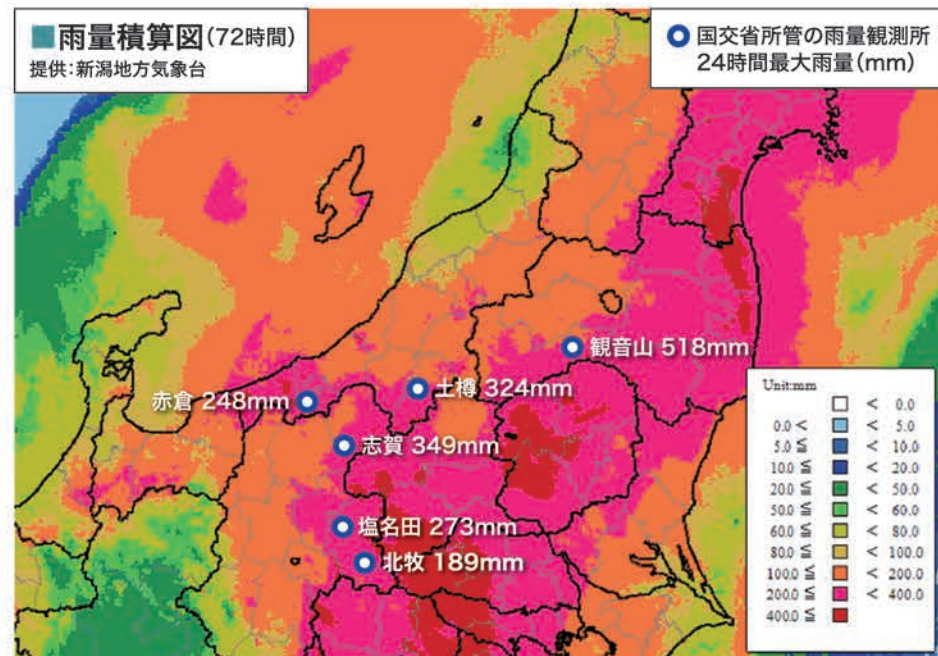 雨量積算図(72時間)
提供:新潟地方気象台
国交省所管の雨量観測所
24時間最大雨量(mm)
観音山 518mm
土樽 324mm
赤倉 248mm
志賀 349mm
塩名田 273mm
北牧 189mm
Unit:mm
< 0.0
0.0 < < 5.0
5.0 ≦ < 10.0
10.0 ≦ < 20.0
20.0 ≦ < 50.0
50.0 ≦ < 60.0
60.0 ≦ < 80.0
80.0 ≦ < 100.0
100.0 ≦ < 200.0
200.0 ≦ < 400.0
400.0 ≦